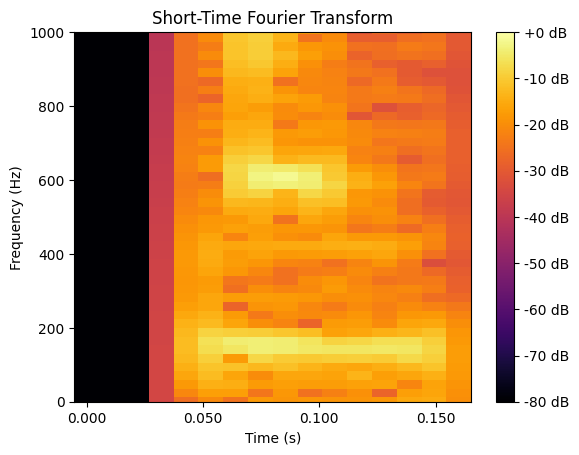 Short-Time Fourier Transform
1000
800
600
400
200
0
Frequency (Hz)
0.000
0.050
0.100
0.150
Time (s)
+0 dB
-10 dB
-20 dB
-30 dB
-40 dB
-50 dB
-60 dB
-70 dB
-80 dB